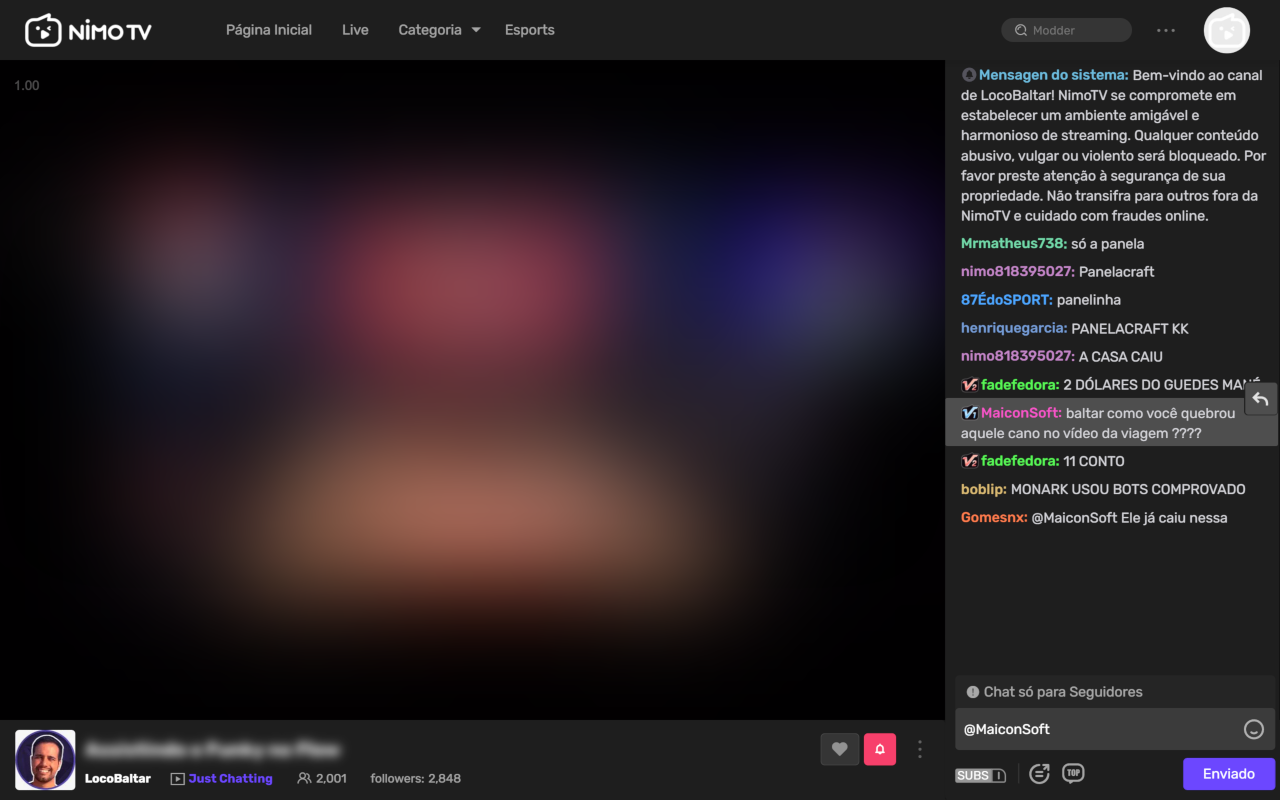 NiMO TV
Página Inicial
Live
Categoria
Esports
Modder
1.00
Mensagen do sistema: Bem-vindo ao canal
de LocoBaltar! NimoTV se compromete em
estabelecer um ambiente amigável e
harmonioso de streaming. Qualquer conteúdo
abusivo, vulgar ou violento será bloqueado. Por
favor preste atenção à segurança de sua
propriedade. Não transifra para outros fora da
NimoTV e cuidado com fraudes online.
Mrmatheus738: só a panela
nimo818395027: Panelacraft
87ÉdoSPORT: panelinha
henriquegarcia: PANELACRAFT KK
nimo818395027: A CASA CAIU
V2 fadefedora: 2 DÓLARES DO GUEDES MANÉ
V1 MaiconSoft: baltar como você quebrou
aquele cano no vídeo da viagem ????
V2 fadefedora: 11 CONTO
boblip: MONARK USOU BOTS COMPROVADO
Gomesnx: @MaiconSoft Ele já caiu nessa
Chat só para Seguidores
@MaiconSoft
SUBS
TOP
Enviado
LocoBaltar
Just Chatting
2,001
followers: 2,848